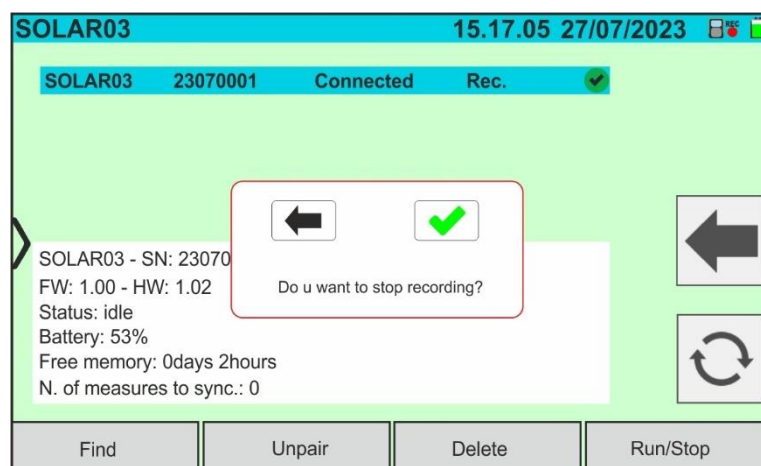 SOLAR03 15.17.05 27/07/2023 REC
SOLAR03 23070001 Connected Rec.
SOLAR03 - SN: 23070
FW: 1.00 - HW: 1.02
Status: idle
Battery: 53%
Free memory: 0days 2hours
N. of measures to sync.: 0
Do u want to stop recording?
Find Unpair Delete Run/Stop